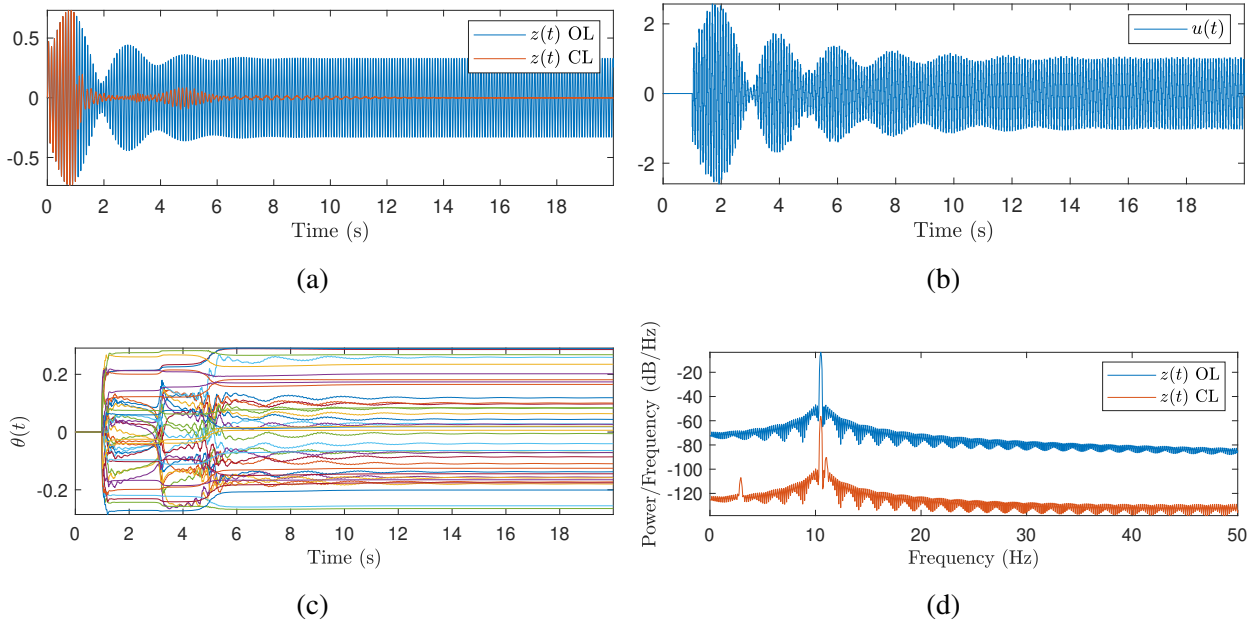 0.5
0
-0.5
z(t) OL
z(t) CL
0 2 4 6 8 10 12 14 16 18
Time (s)
(a)
2
0
-2
u(t)
0 2 4 6 8 10 12 14 16 18
Time (s)
(b)
θ(t)
0.2
0
-0.2
0 2 4 6 8 10 12 14 16 18
Time (s)
(c)
Power/Frequency (dB/Hz)
-20
-40
-60
-80
-100
-120
z(t) OL
z(t) CL
0 10 20 30 40 50
Frequency (Hz)
(d)